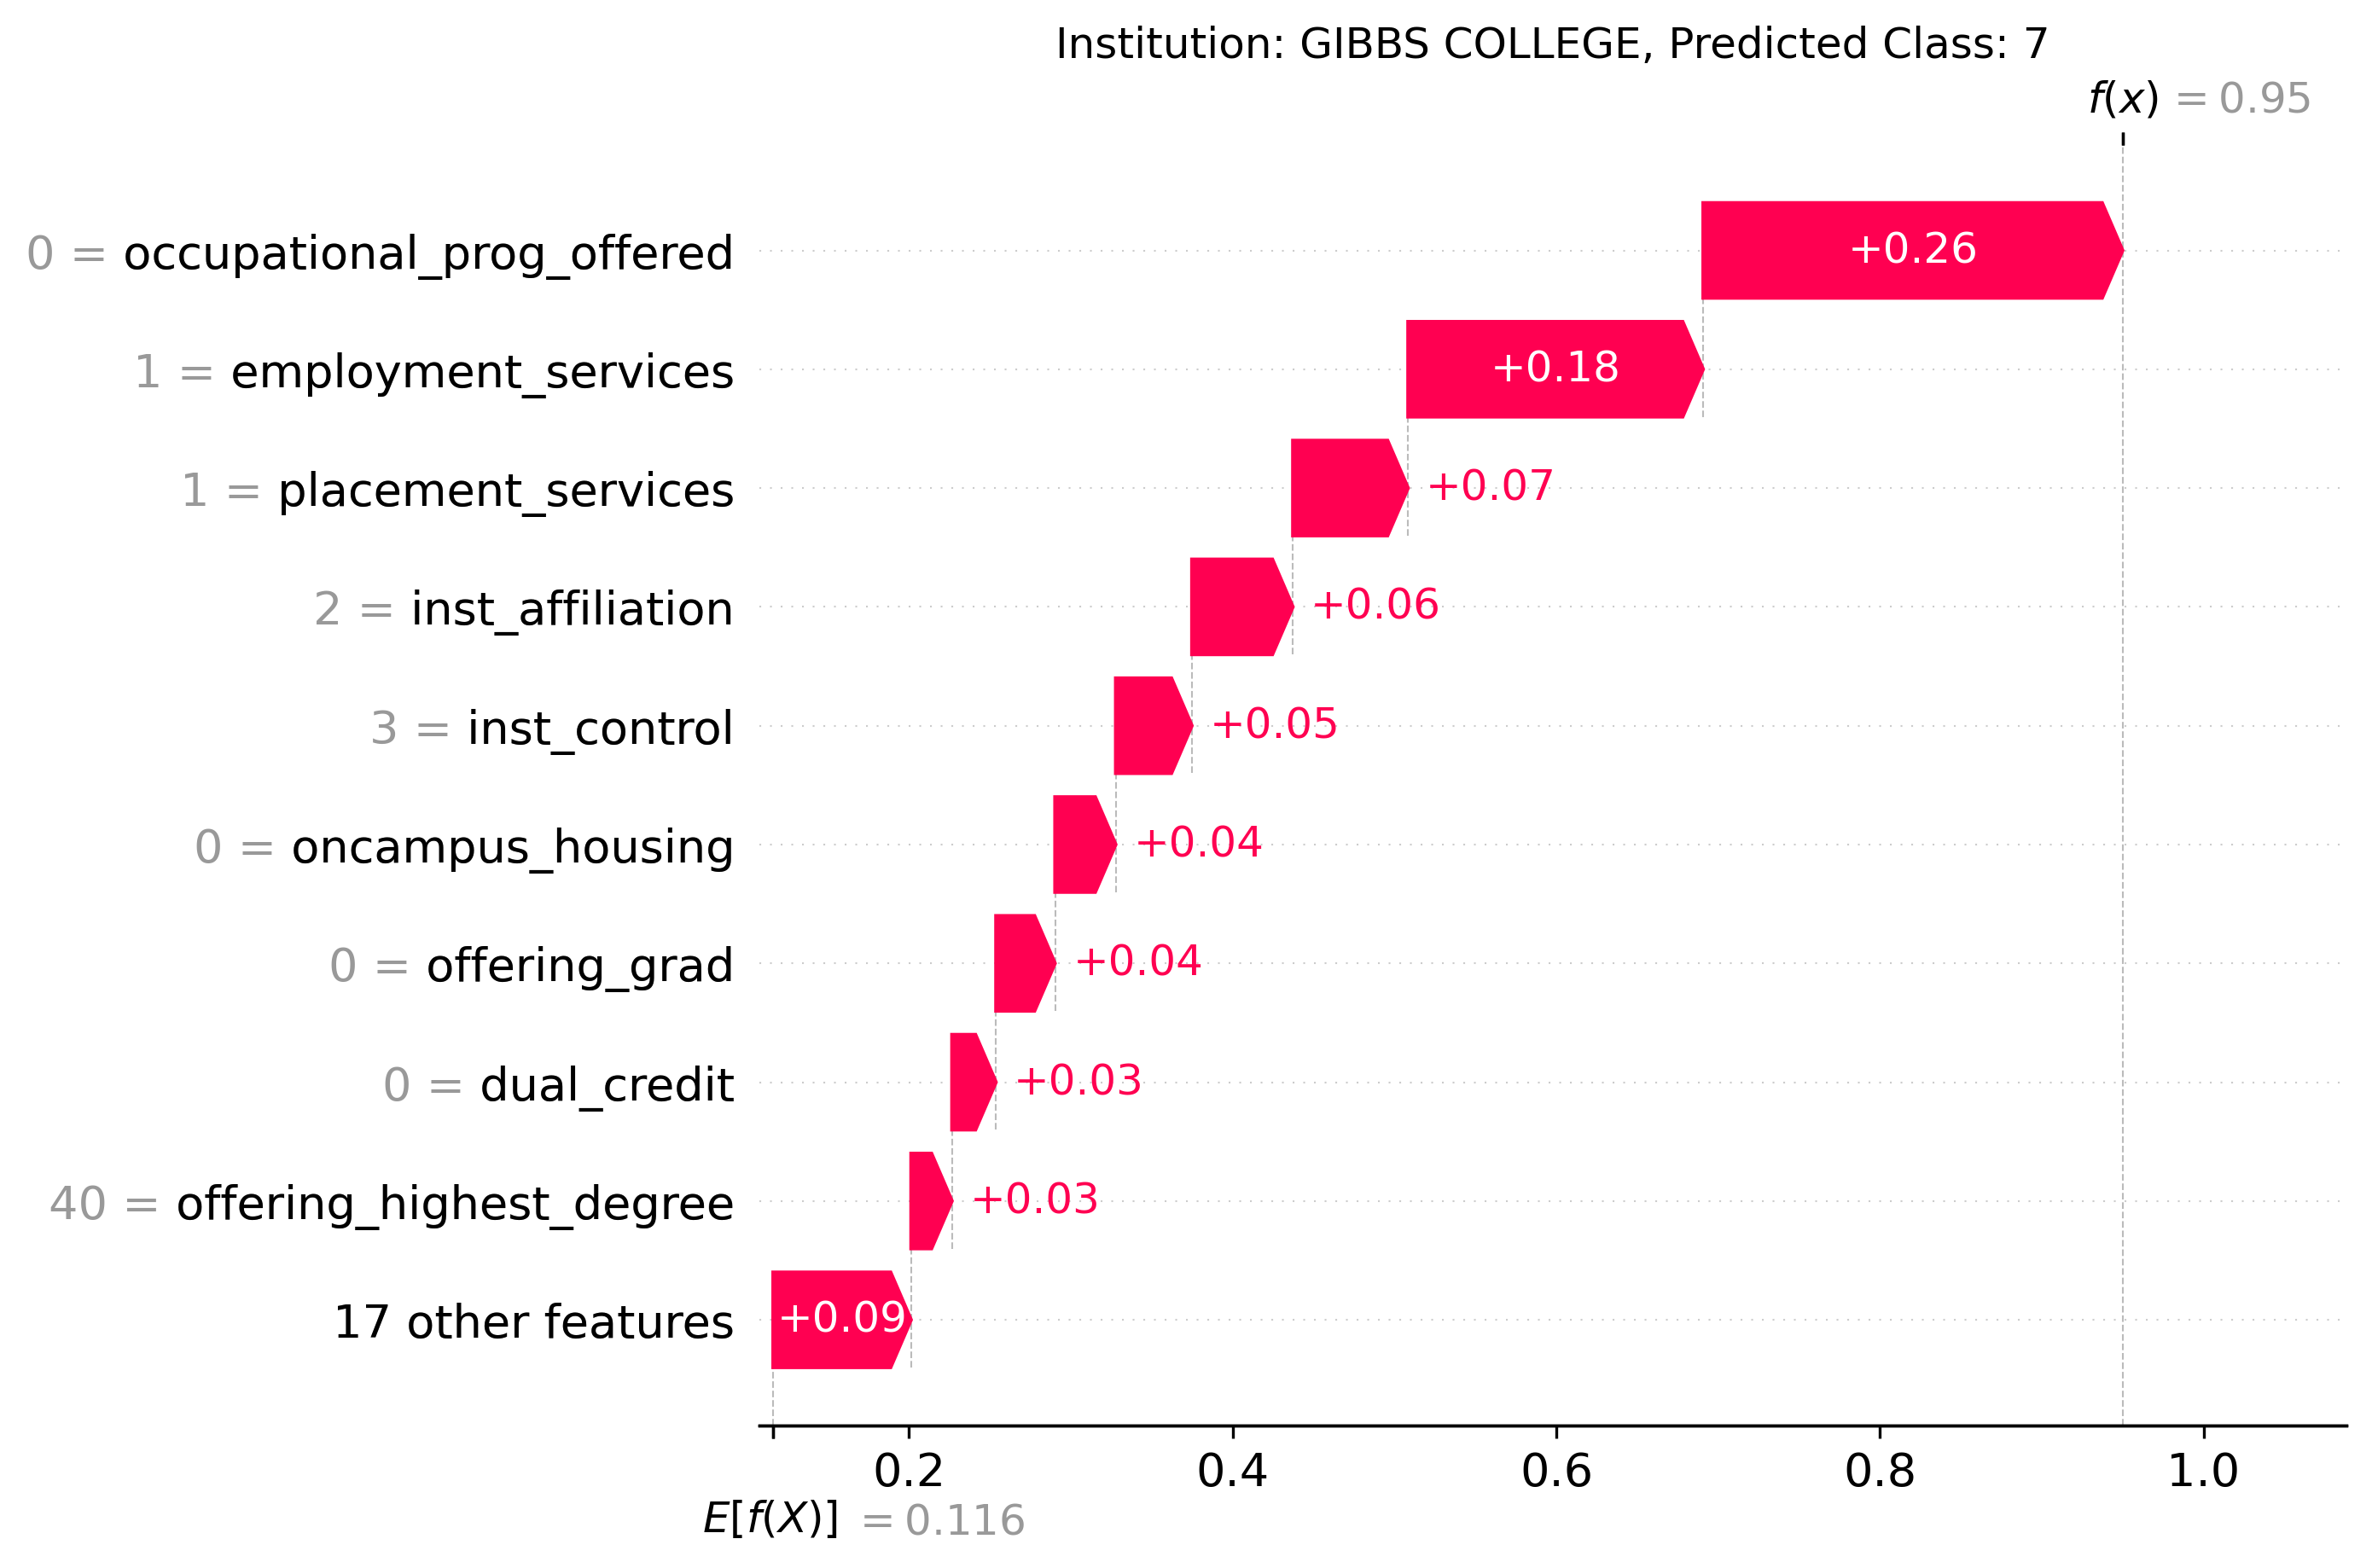 Institution: GIBBS COLLEGE, Predicted Class: 7
f(x) = 0.95
0 = occupational_prog_offered +0.26
1 = employment_services +0.18
1 = placement_services +0.07
2 = inst_affiliation +0.06
3 = inst_control +0.05
0 = oncampus_housing +0.04
0 = offering_grad +0.04
0 = dual_credit +0.03
40 = offering_highest_degree +0.03
17 other features +0.09
0.2 0.4 0.6 0.8 1.0
E[f(X)] = 0.116